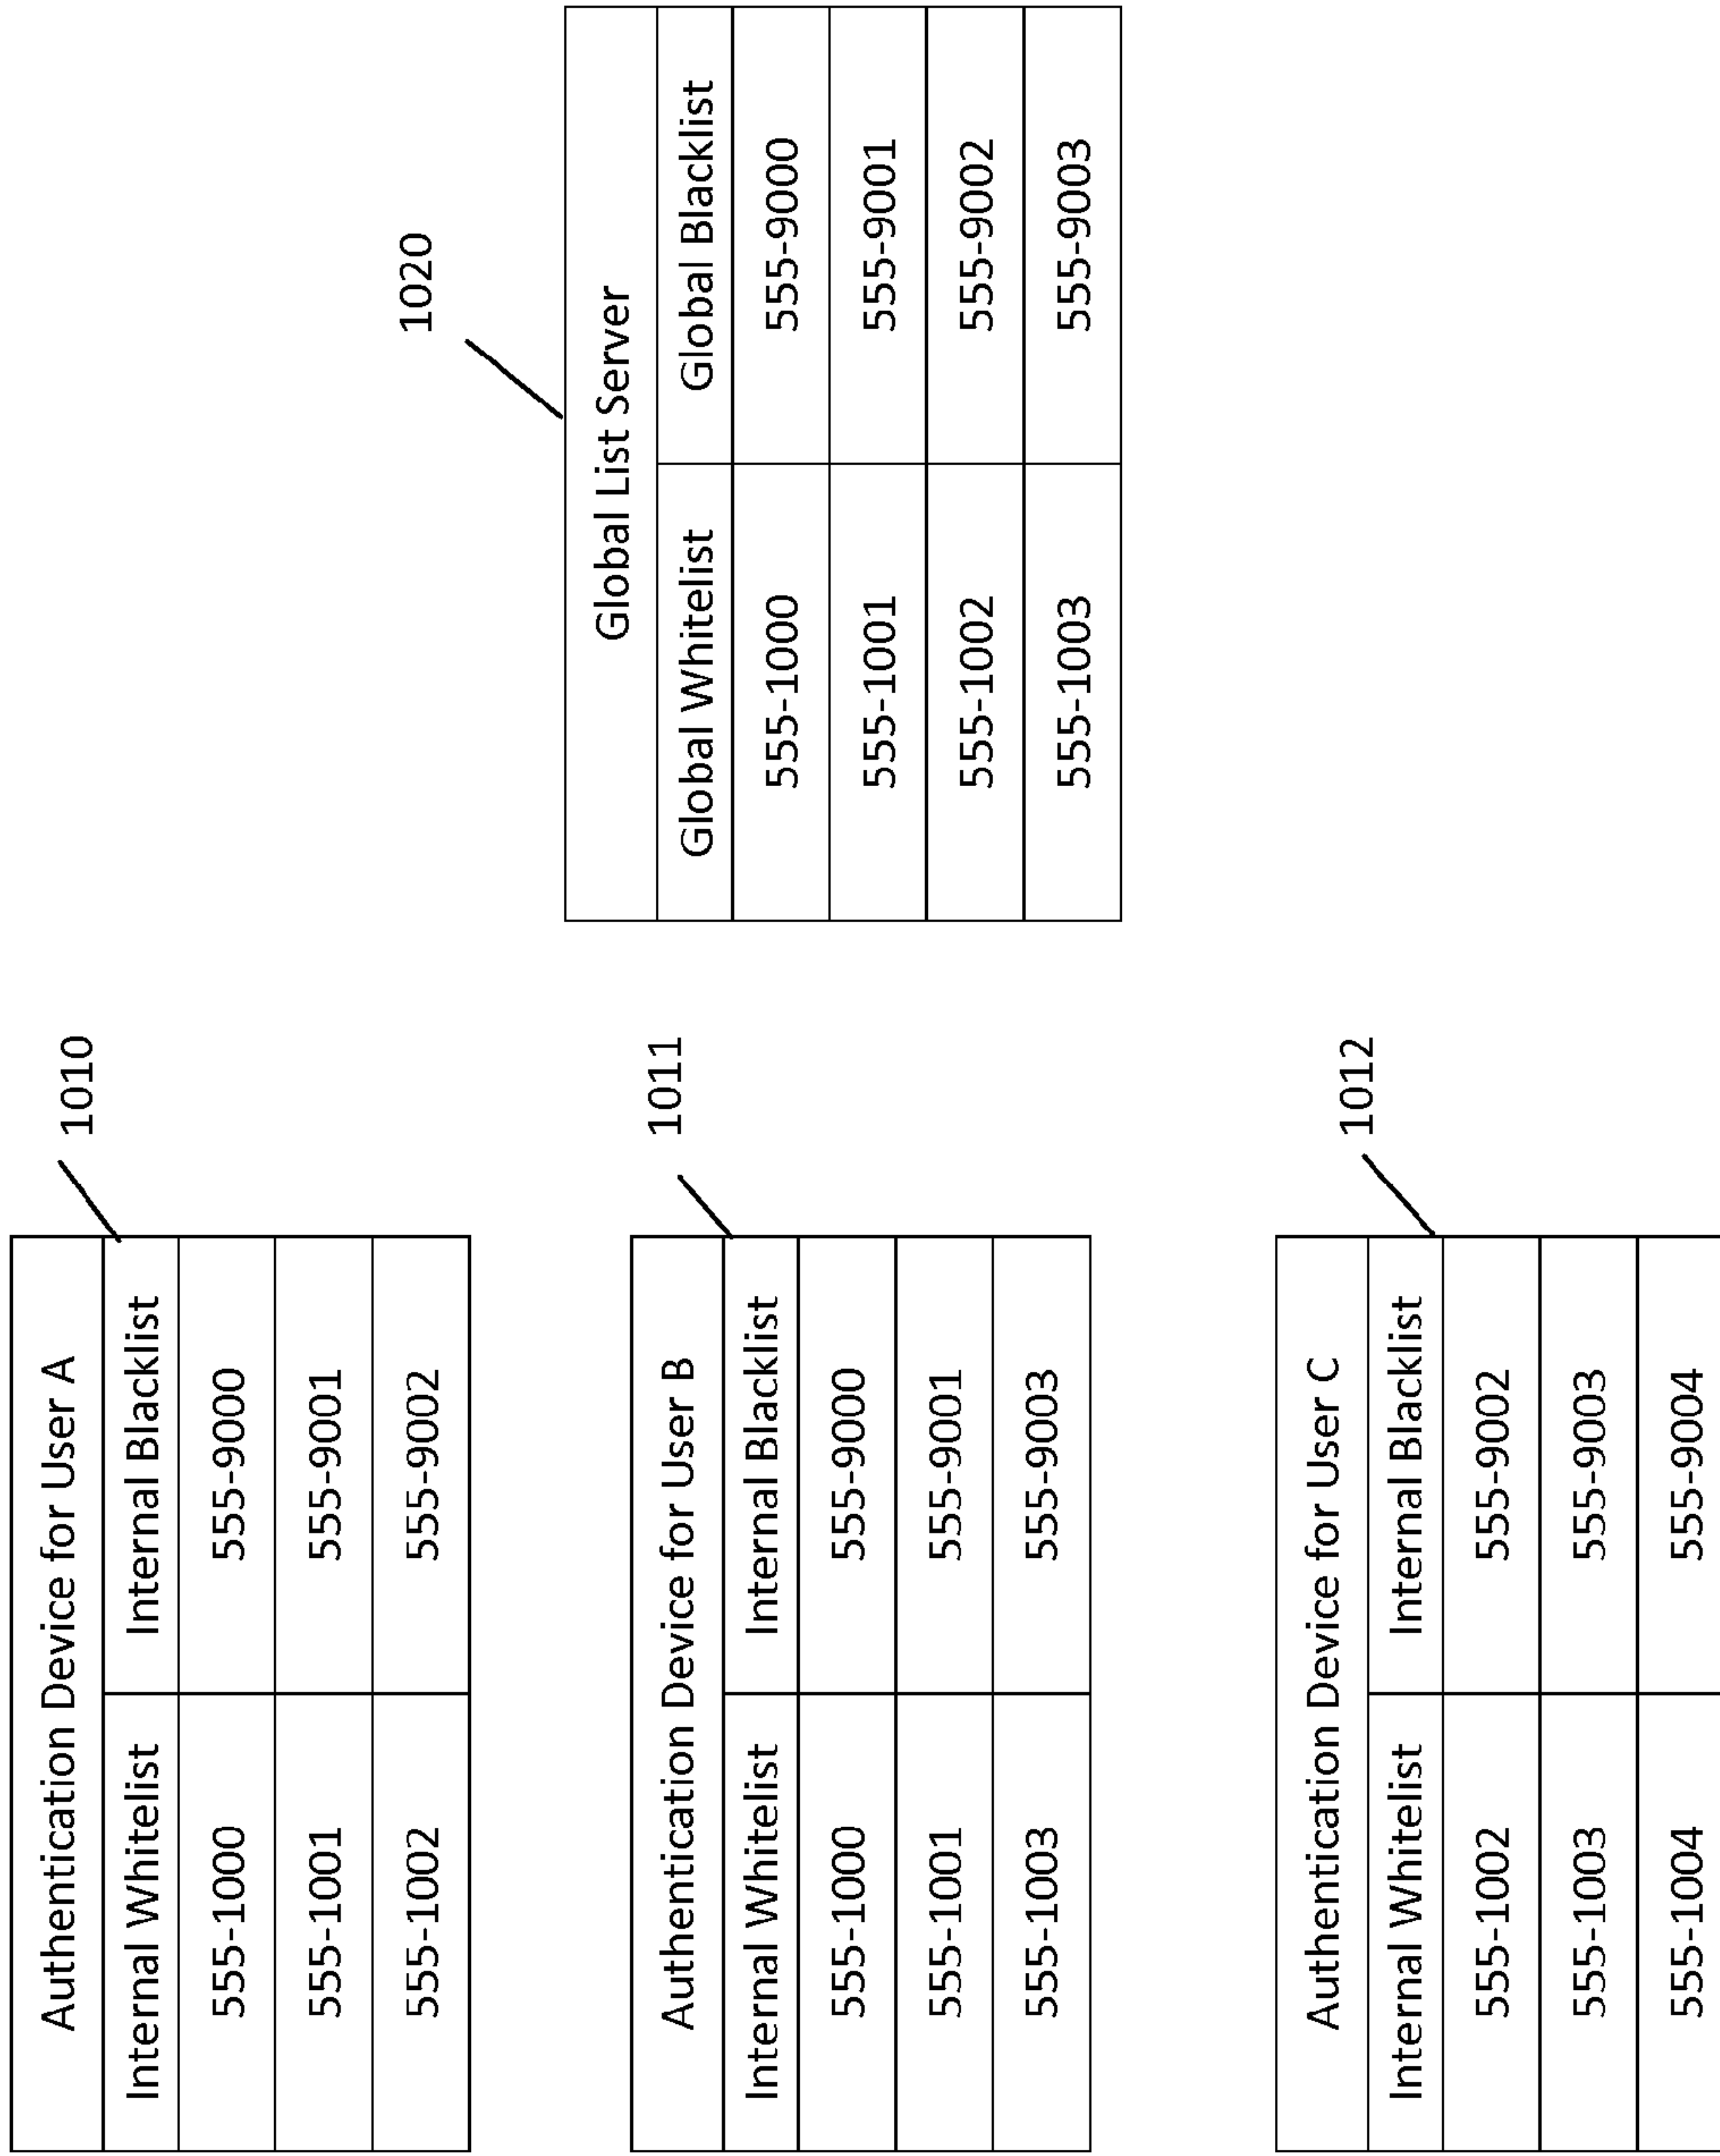 Authentication Device for User A
1010
Internal Whitelist Internal Blacklist
555-1000 555-9000
555-1001 555-9001
555-1002 555-9002
1020
Global List Server
Global Whitelist Global Blacklist
555-1000 555-9000
555-1001 555-9001
555-1002 555-9002
555-1003 555-9003
Authentication Device for User B
1011
Internal Whitelist Internal Blacklist
555-1000 555-9000
555-1001 555-9001
555-1003 555-9003
Authentication Device for User C
1012
Internal Whitelist Internal Blacklist
555-1002 555-9002
555-1003 555-9003
555-1004 555-9004